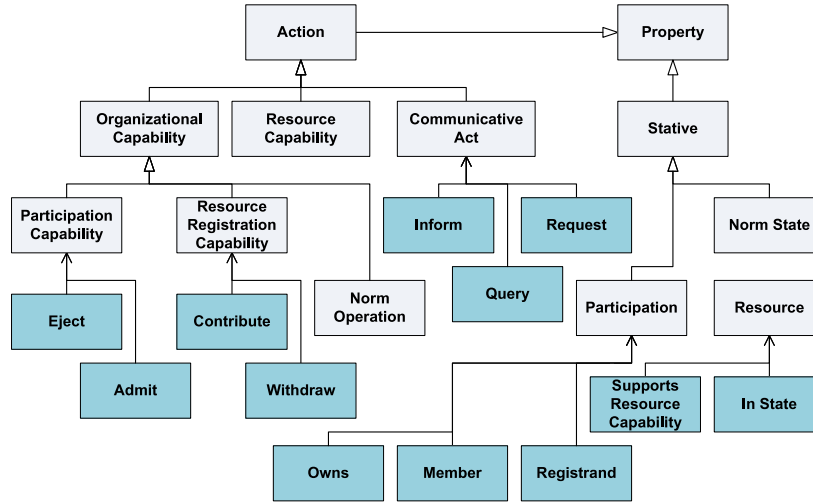 Action
Property
Organizational
Capability
Resource
Capability
Communicative
Act
Stative
Participation
Capability
Resource
Registration
Capability
Inform
Request
Norm State
Eject
Contribute
Norm
Operation
Query
Participation
Resource
Admit
Withdraw
Supports
Resource
Capability
In State
Owns
Member
Registrand